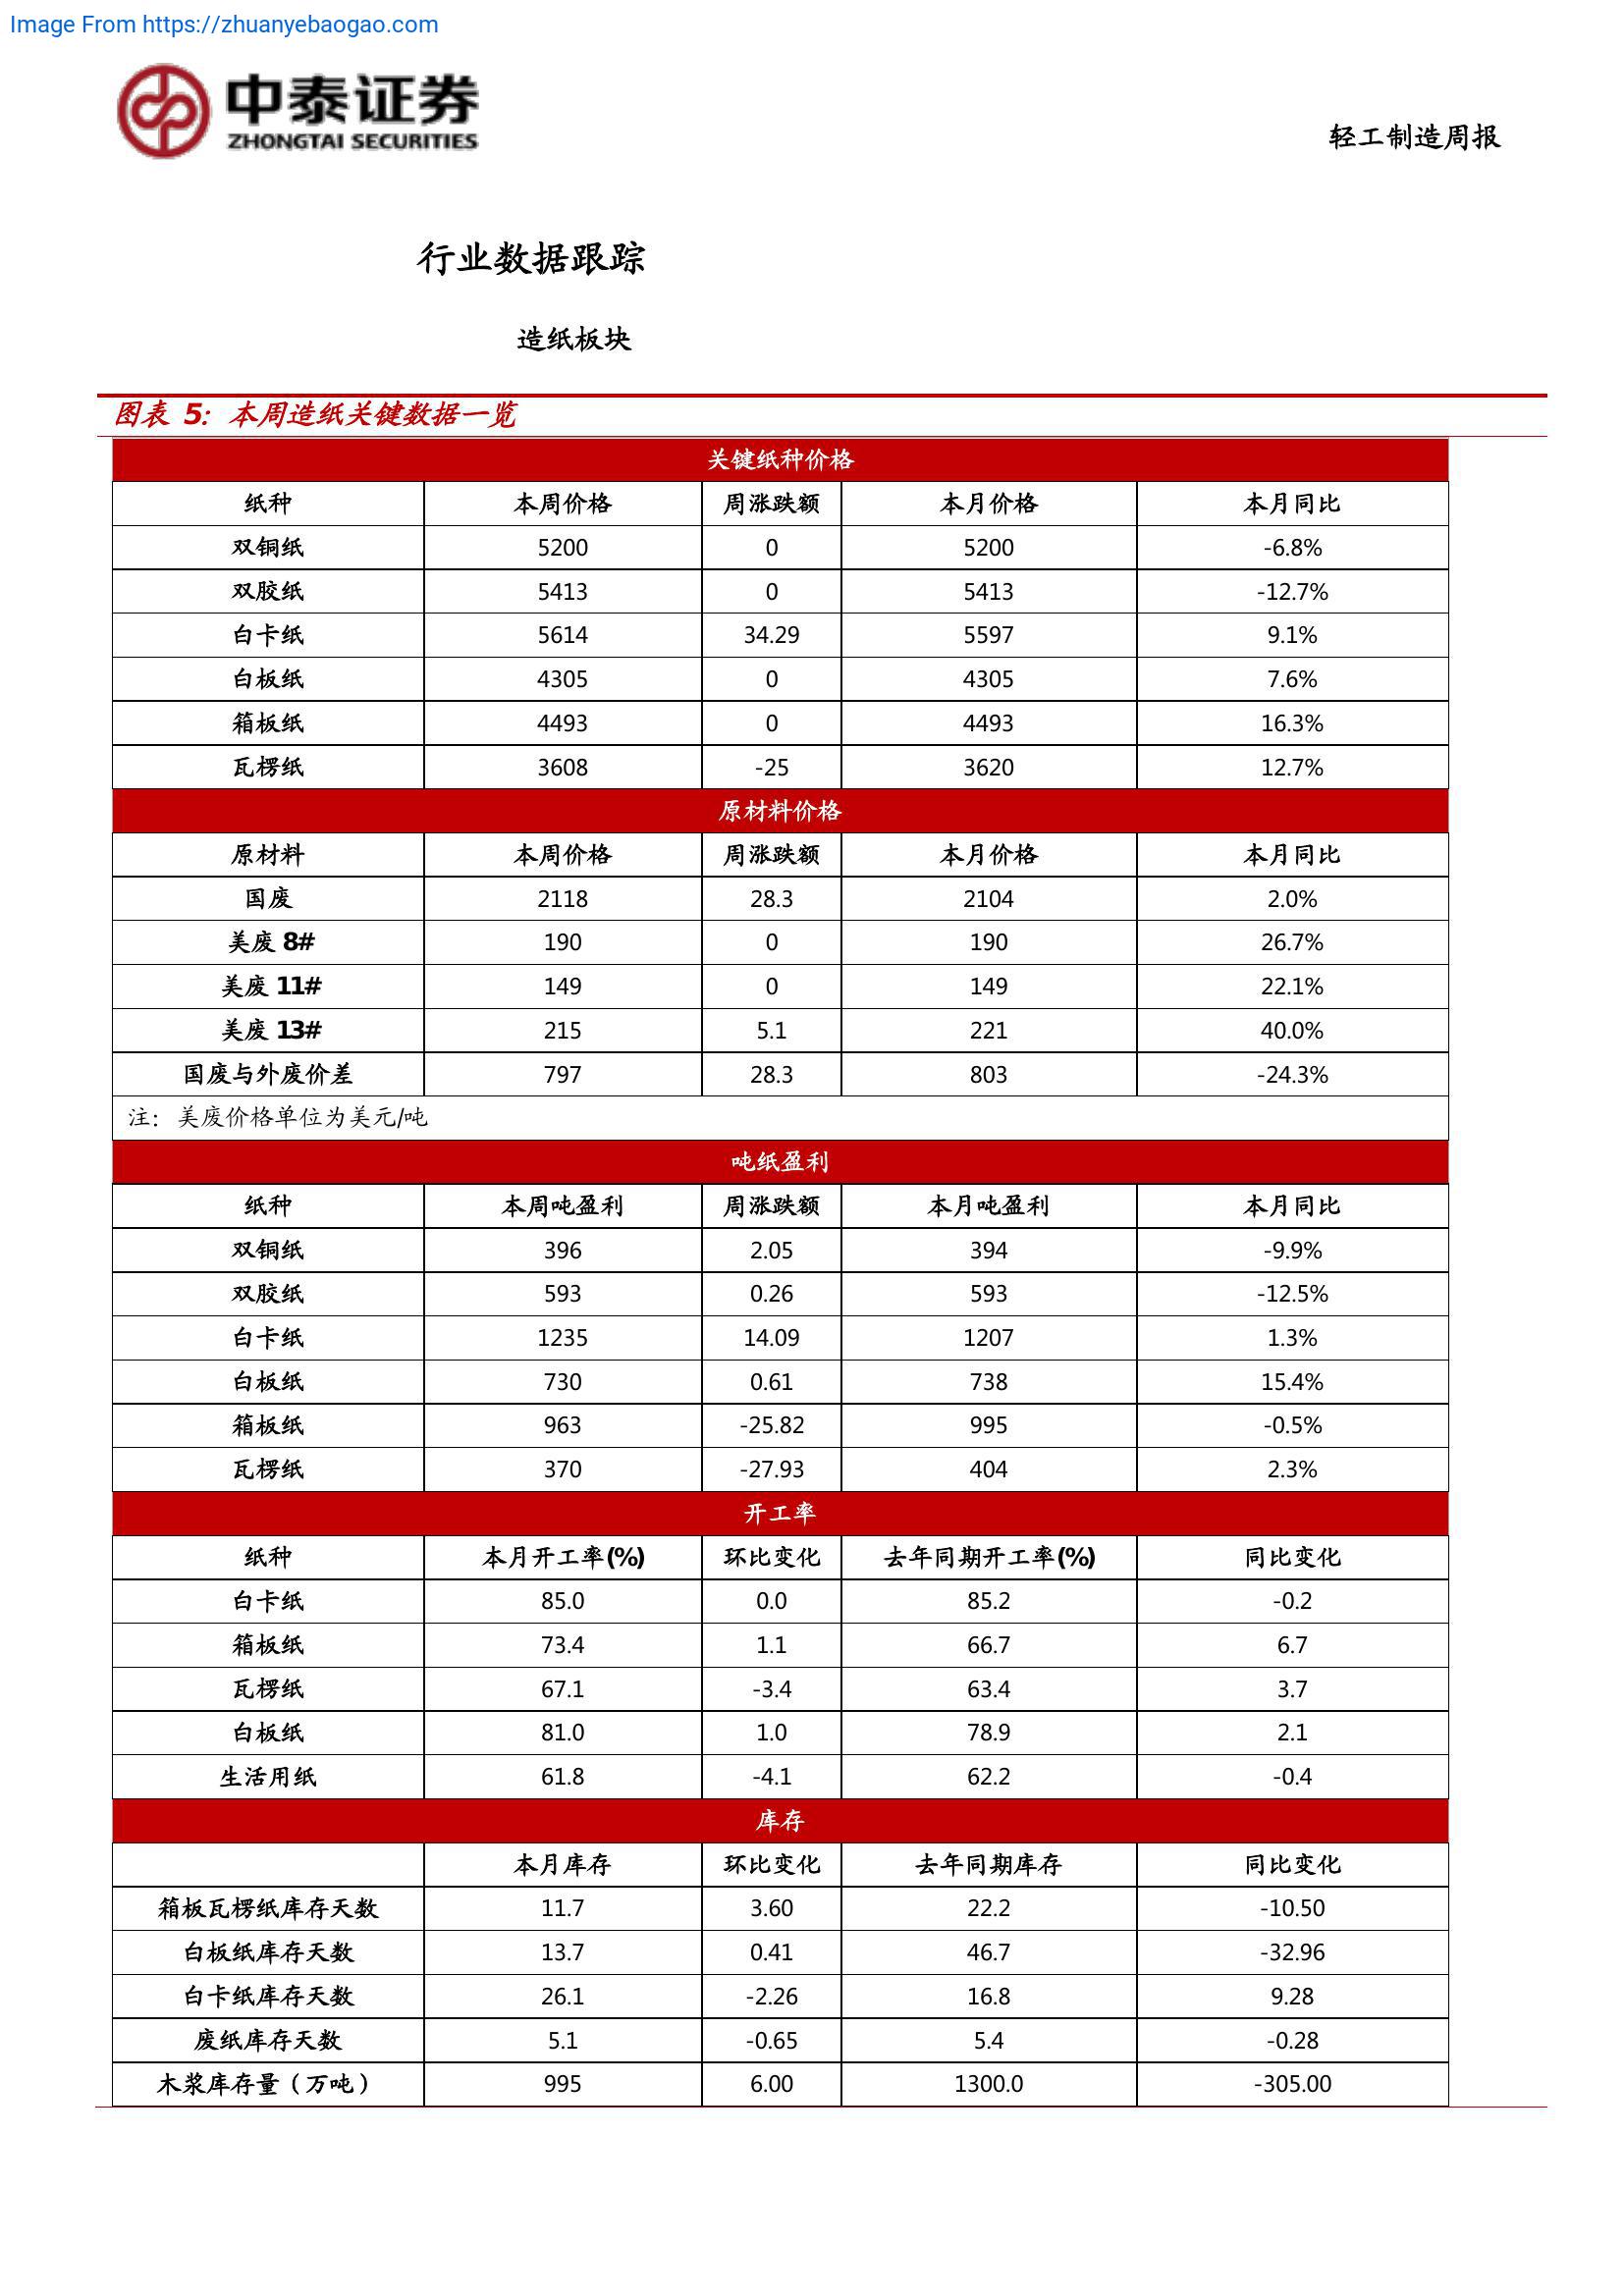 Image From https://zhuanyebaogao.com
中泰证券
ZHONGTAI SECURITIES
轻工制造周报
行业数据跟踪
造纸板块
图表 5：本周造纸关键数据一览
关键纸种价格
纸种 本周价格 周涨跌额 本月价格 本月同比
双铜纸 5200 0 5200 -6.8%
双胶纸 5413 0 5413 -12.7%
白卡纸 5614 34.29 5597 9.1%
白板纸 4305 0 4305 7.6%
箱板纸 4493 0 4493 16.3%
瓦楞纸 3608 -25 3620 12.7%
原材料价格
原材料 本周价格 周涨跌额 本月价格 本月同比
国废 2118 28.3 2104 2.0%
美废 8# 190 0 190 26.7%
美废 11# 149 0 149 22.1%
美废 13# 215 5.1 221 40.0%
国废与外废价差 797 28.3 803 -24.3%
注：美废价格单位为美元/吨
吨纸盈利
纸种 本周吨盈利 周涨跌额 本月吨盈利 本月同比
双铜纸 396 2.05 394 -9.9%
双胶纸 593 0.26 593 -12.5%
白卡纸 1235 14.09 1207 1.3%
白板纸 730 0.61 738 15.4%
箱板纸 963 -25.82 995 -0.5%
瓦楞纸 370 -27.93 404 2.3%
开工率
纸种 本月开工率(%) 环比变化 去年同期开工率(%) 同比变化
白卡纸 85.0 0.0 85.2 -0.2
箱板纸 73.4 1.1 66.7 6.7
瓦楞纸 67.1 -3.4 63.4 3.7
白板纸 81.0 1.0 78.9 2.1
生活用纸 61.8 -4.1 62.2 -0.4
库存
本月库存 环比变化 去年同期库存 同比变化
箱板瓦楞纸库存天数 11.7 3.60 22.2 -10.50
白板纸库存天数 13.7 0.41 46.7 -32.96
白卡纸库存天数 26.1 -2.26 16.8 9.28
废纸库存天数 5.1 -0.65 5.4 -0.28
木浆库存量（万吨） 995 6.00 1300.0 -305.00